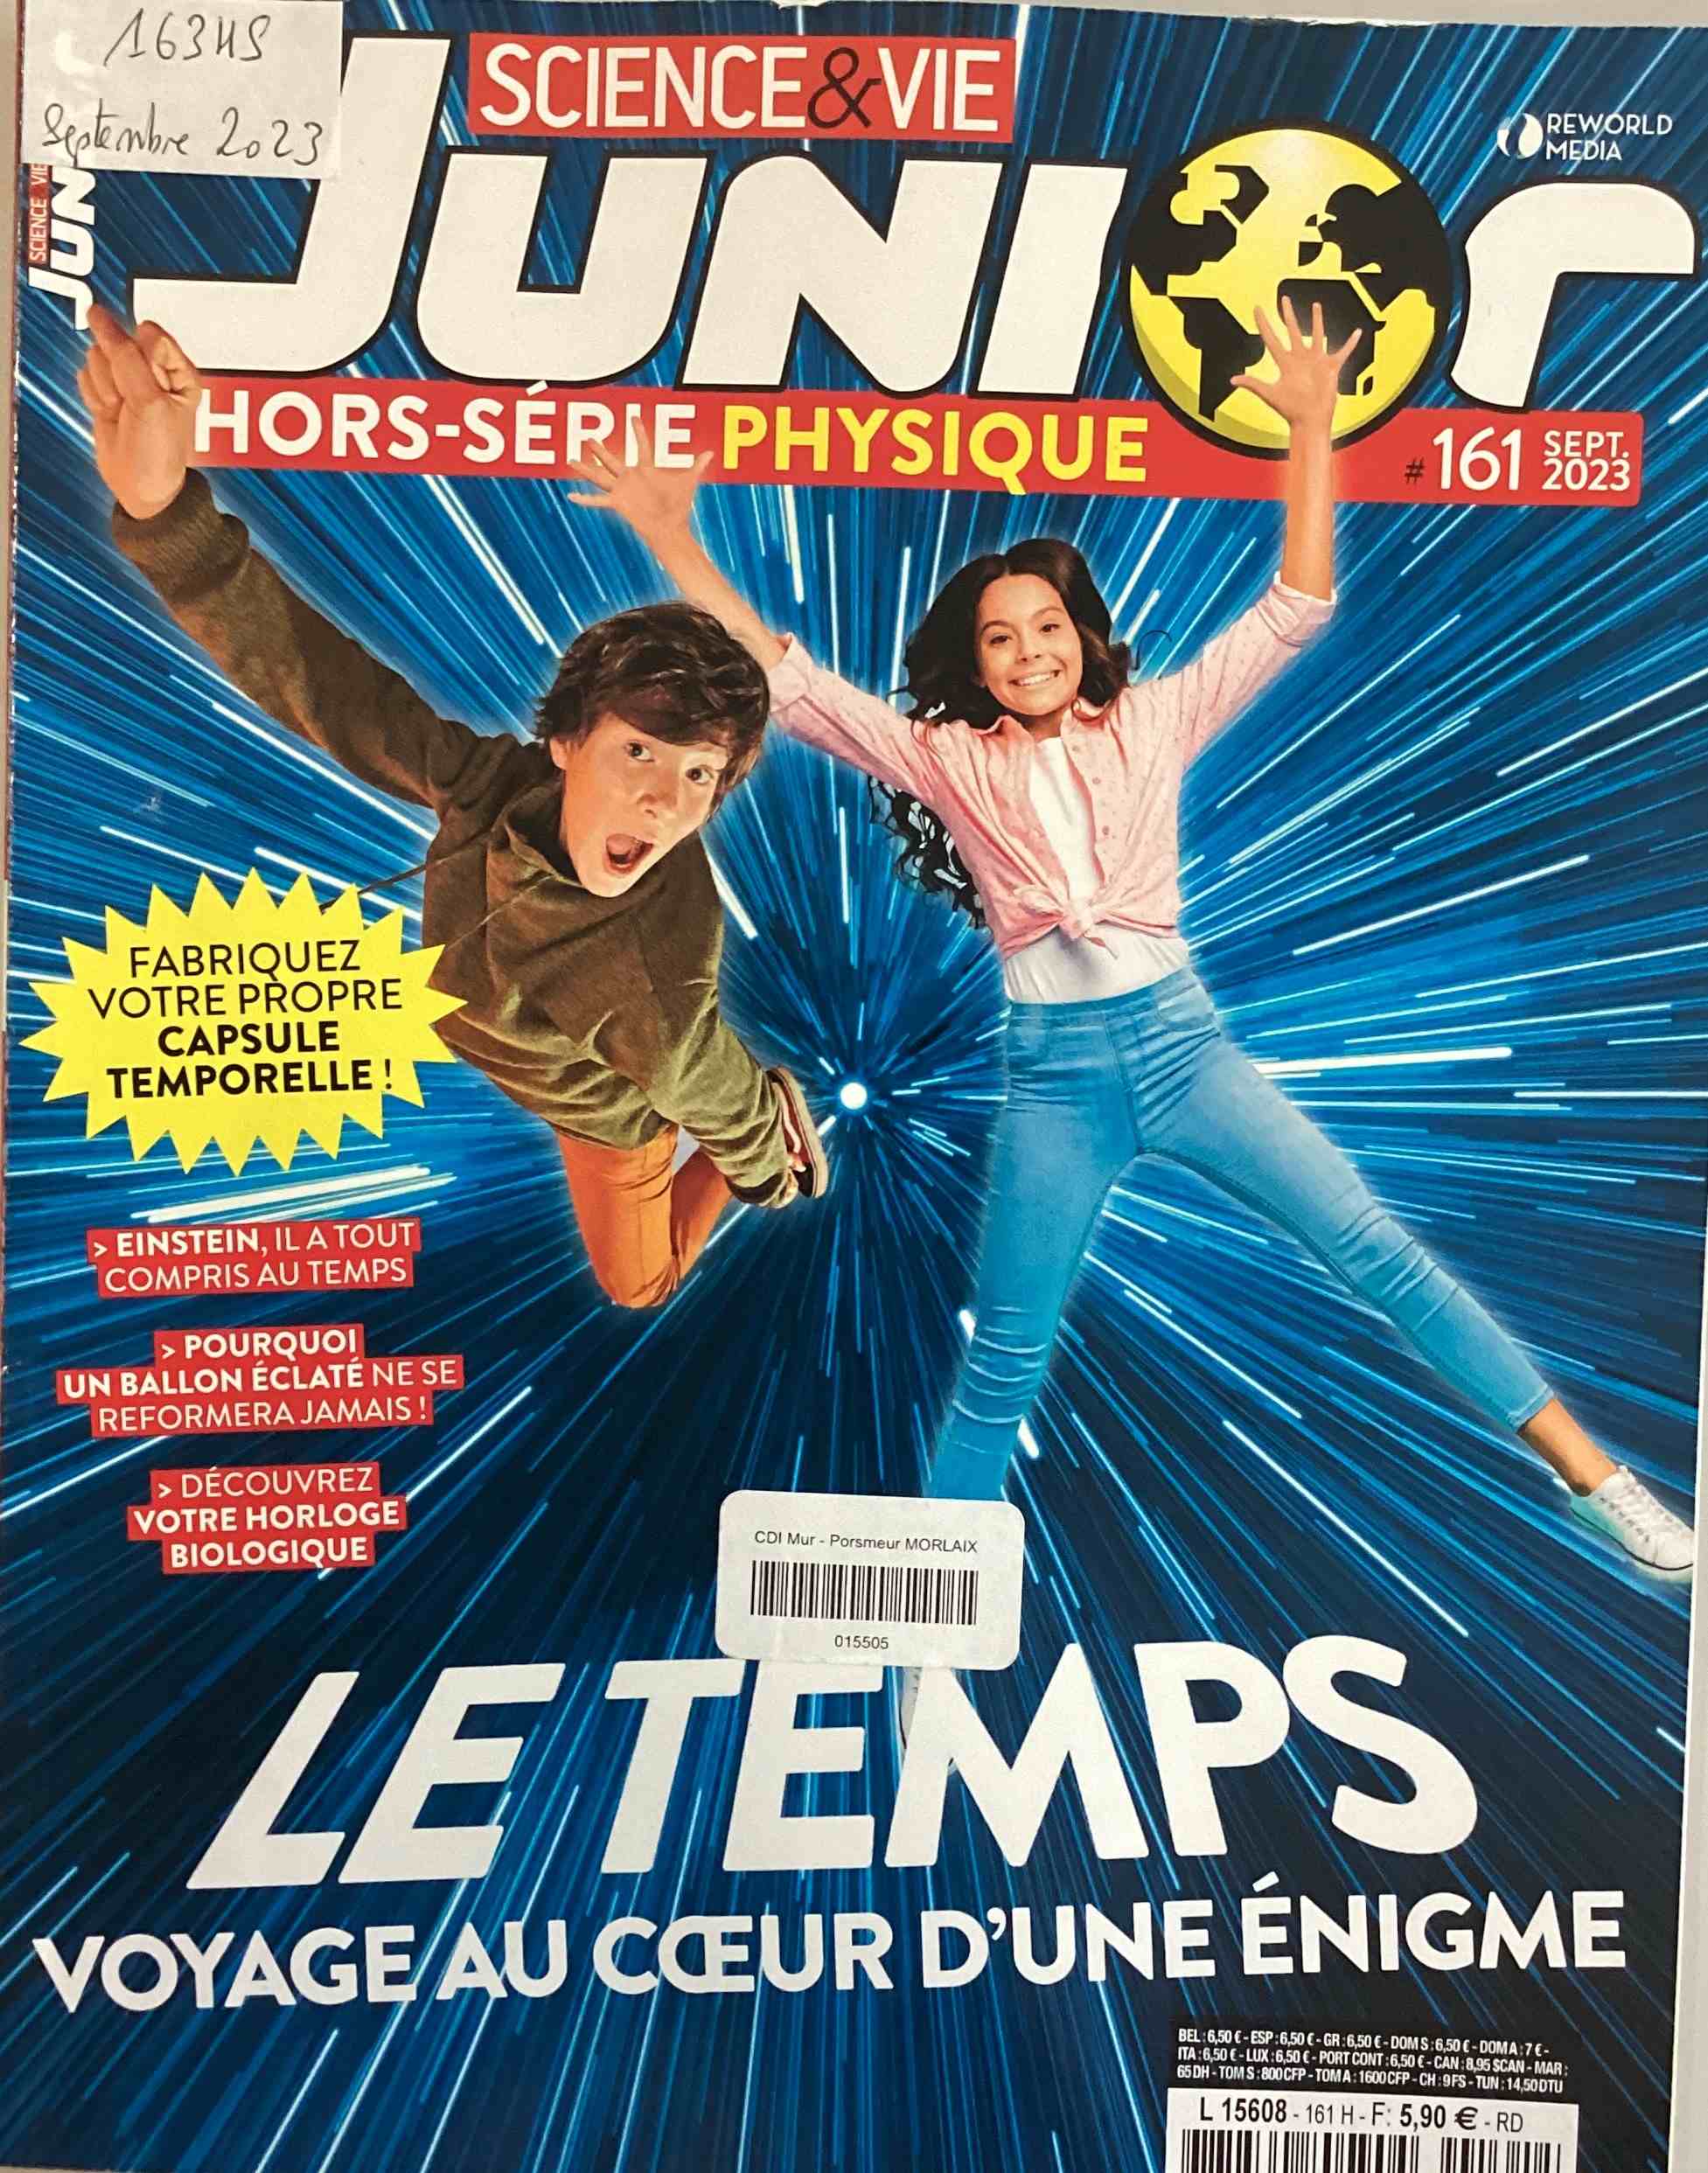 163HS
Septembre 2023
SCIENCE&VIE
JUNIOR
REWORLD
MEDIA
SCIENCE VIE
JUN
HORS-SÉRIE PHYSIQUE
# 161 SEPT.
2023
FABRIQUEZ
VOTRE PROPRE
CAPSULE
TEMPORELLE !
> EINSTEIN, IL A TOUT
COMPRIS AU TEMPS
> POURQUOI
UN BALLON ÉCLATÉ NE SE
REFORMERA JAMAIS !
> DÉCOUVREZ
VOTRE HORLOGE
BIOLOGIQUE
CDI Mur - Porsmeur MORLAIX
015505
LE TEMPS
VOYAGE AU CŒUR D'UNE ÉNIGME
BEL : 6,50 € - ESP : 6,50 € - GR : 6,50 € - DOM S : 6,50 € - DOM A : 7 € -
ITA : 6,50 € - LUX : 6,50 € - PORT CONT : 6,50 € - CAN : 8,95 $CAN - MAR :
65 DH - TOM S : 800 CFP - TOM A : 1600 CFP - CH : 9 FS - TUN : 14,50 DTU
L 15608 - 161 H - F: 5,90 € - RD